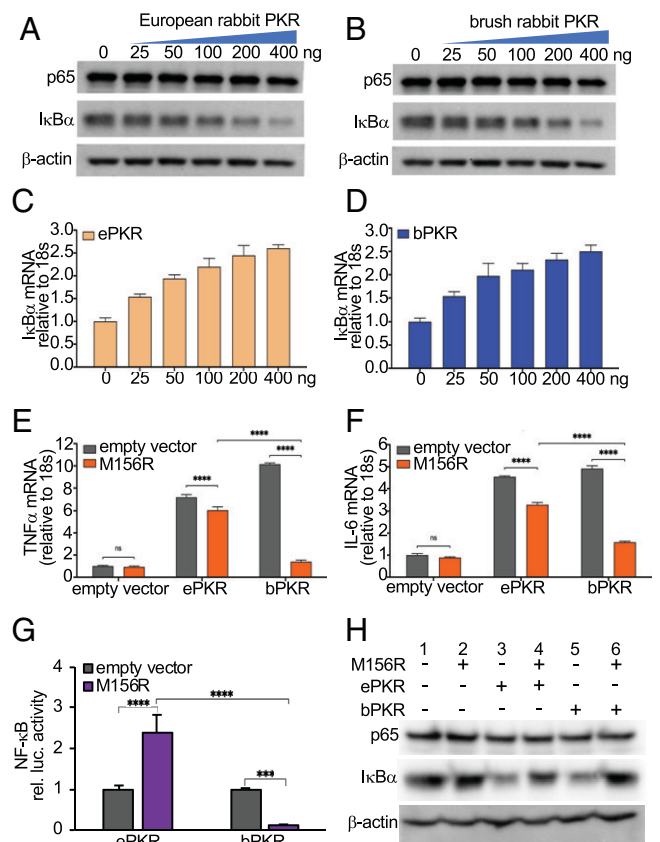 A
European rabbit PKR
0 25 50 100 200 400 ng
p65
IκBα
β-actin
B
brush rabbit PKR
0 25 50 100 200 400 ng
p65
IκBα
β-actin
C
ePKR
IκBα mRNA
relative to 18s
3.0
2.5
2.0
1.5
1.0
0.5
0.0
0 25 50 100 200 400 ng
D
bPKR
IκBα mRNA
relative to 18s
3.0
2.5
2.0
1.5
1.0
0.5
0.0
0 25 50 100 200 400 ng
E
empty vector
M156R
TNFα mRNA
(relative to 18s)
12
10
8
6
4
2
0
ns
****
****
****
empty vector ePKR bPKR
F
empty vector
M156R
IL-6 mRNA
(relative to 18s)
6
5
4
3
2
1
0
ns
****
****
****
empty vector ePKR bPKR
G
empty vector
M156R
NF-κB
rel. luc. activity
4
3
2
1
0
****
****
***
ePKR bPKR
H
1 2 3 4 5 6
M156R - + - + - +
ePKR - - + + - -
bPKR - - - - + +
p65
IκBα
β-actin